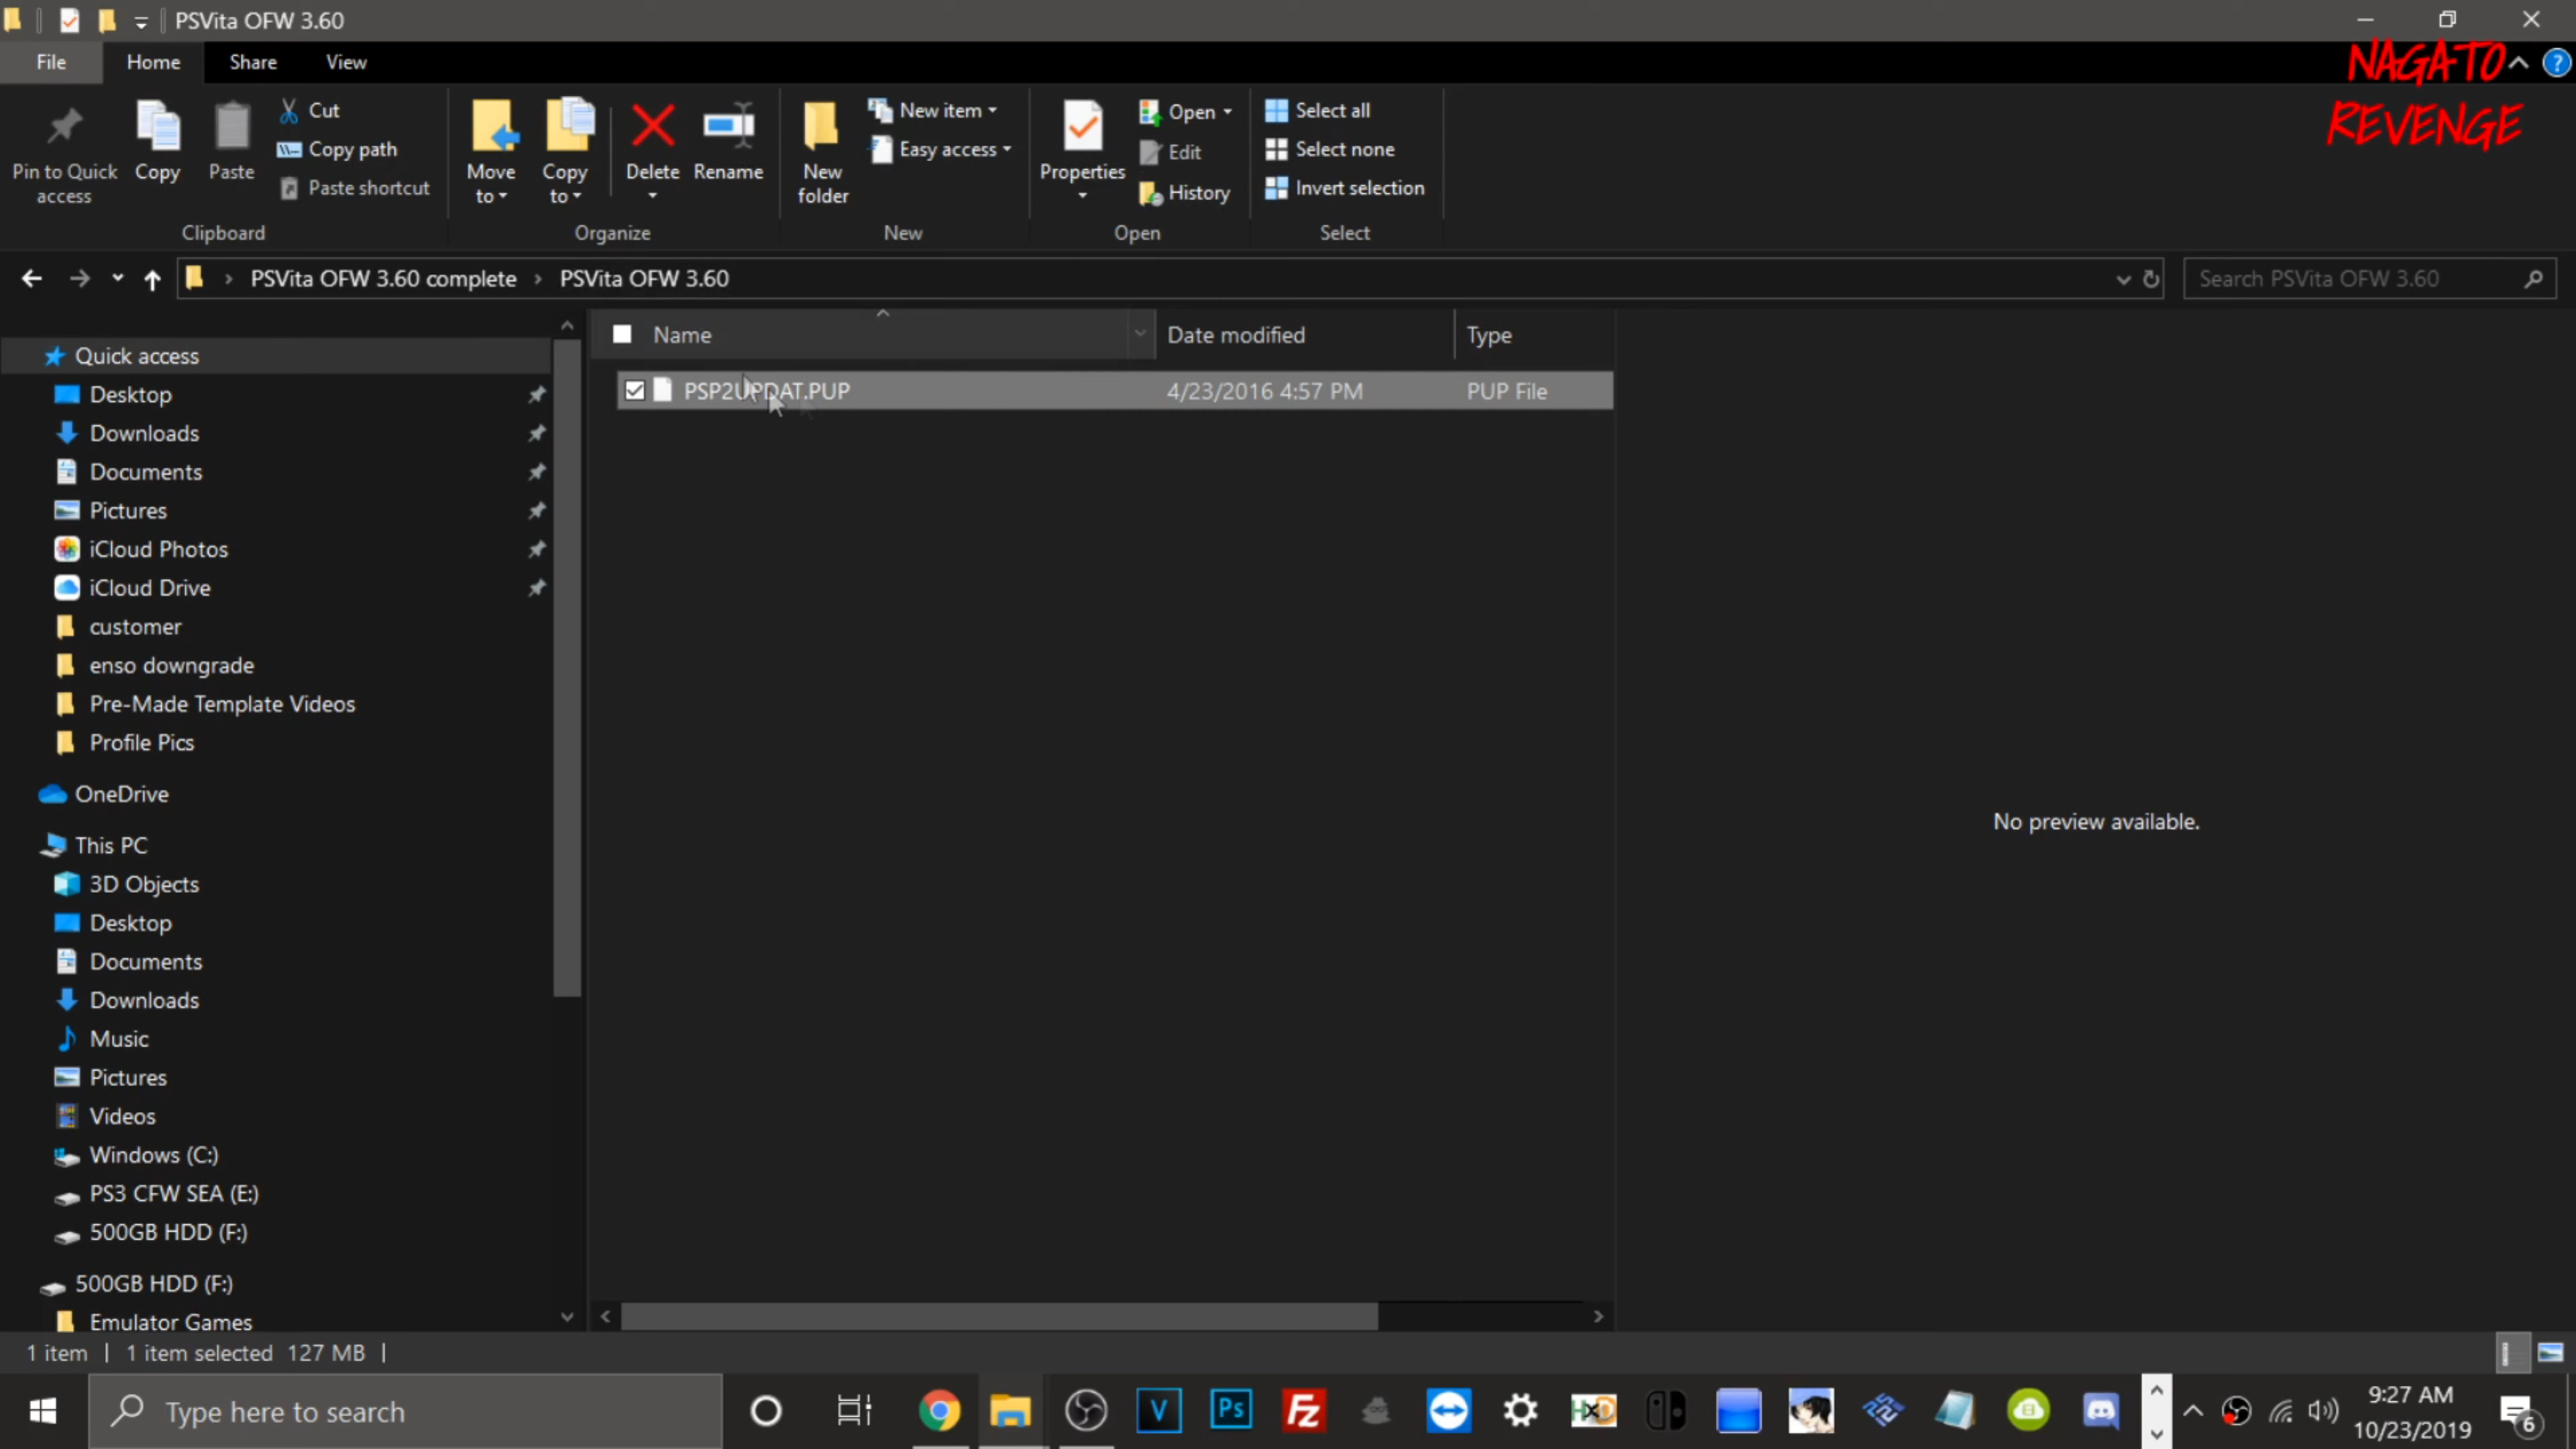 PSVita OFW 3.60
File Home Share View
NAGATO
REVENGE
Pin to Quick access
Copy
Paste
Cut
Copy path
Paste shortcut
Clipboard
Move to
Copy to
Delete
Rename
Organize
New folder
New item
Easy access
New
Properties
Open
Edit
History
Open
Select all
Select none
Invert selection
Select
PSVita OFW 3.60 complete › PSVita OFW 3.60
Search PSVita OFW 3.60
Name Date modified Type
PSP2UPDAT.PUP 4/23/2016 4:57 PM PUP File
Quick access
Desktop
Downloads
Documents
Pictures
iCloud Photos
iCloud Drive
customer
enso downgrade
Pre-Made Template Videos
Profile Pics
OneDrive
This PC
3D Objects
Desktop
Documents
Downloads
Music
Pictures
Videos
Windows (C:)
PS3 CFW SEA (E:)
500GB HDD (F:)
500GB HDD (F:)
Emulator Games
No preview available.
1 item | 1 item selected 127 MB |
Type here to search
V
Ps
Fz
HxD
9:27 AM
10/23/2019
6